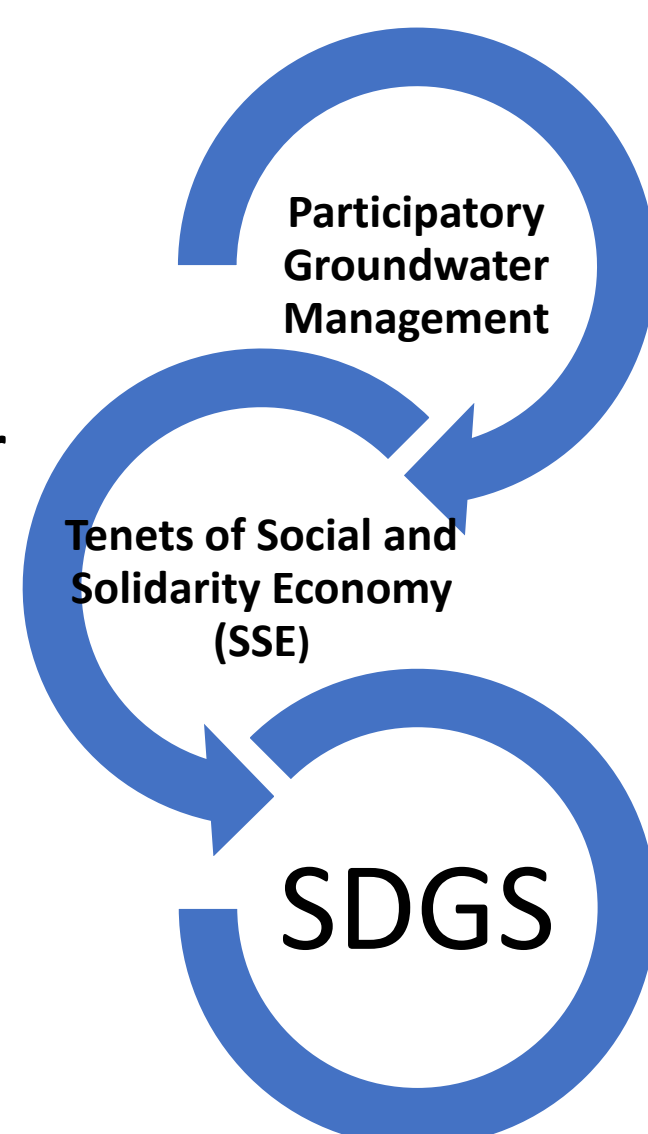 Participatory
Groundwater
Management
Tenets of Social and
Solidarity Economy
(SSE)
SDGS